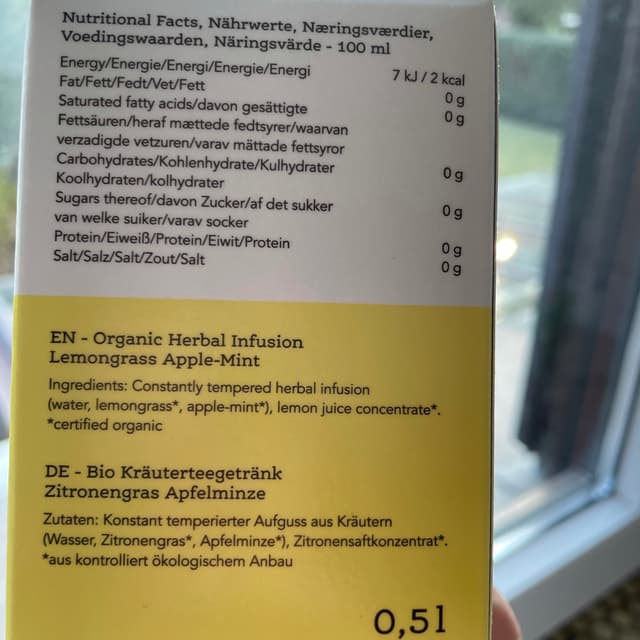 Nutritional Facts, Nährwerte, Næringsværdier,
Voedingswaarden, Näringsvärde - 100 ml
Energy/Energie/Energi/Energie/Energi 7 kJ / 2 kcal
Fat/Fett/Fedt/Vet/Fett 0 g
Saturated fatty acids/davon gesättigte 0 g
Fettsäuren/heraf mættede fedtsyrer/waarvan
verzadigde vetzuren/varav mättade fettsyror
Carbohydrates/Kohlenhydrate/Kulhydrater 0 g
Koolhydraten/kolhydrater
Sugars thereof/davon Zucker/af det sukker 0 g
van welke suiker/varav socker
Protein/Eiweiß/Protein/Eiwit/Protein 0 g
Salt/Salz/Salt/Zout/Salt 0 g
EN - Organic Herbal Infusion
Lemongrass Apple-Mint
Ingredients: Constantly tempered herbal infusion
(water, lemongrass*, apple-mint*), lemon juice concentrate*.
*certified organic
DE - Bio Kräuterteegetränk
Zitronengras Apfelminze
Zutaten: Konstant temperierter Aufguss aus Kräutern
(Wasser, Zitronengras*, Apfelminze*), Zitronensaftkonzentrat*.
*aus kontrolliert ökologischem Anbau
0,5l